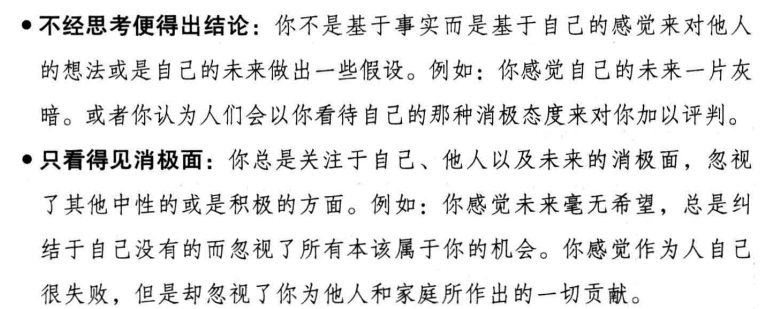 • 不经思考便得出结论：你不是基于事实而是基于自己的感觉来对他人
的想法或是自己的未来做出一些假设。例如：你感觉自己的未来一片灰
暗。或者你认为人们会以你看待自己的那种消极态度来对你加以评判。
• 只看得见消极面：你总是关注于自己、他人以及未来的消极面，忽视
了其他中性的或是积极的方面。例如：你感觉未来毫无希望，总是纠
结于自己没有的而忽视了所有本该属于你的机会。你感觉作为人自己
很失败，但是却忽视了你为他人和家庭所作出的一切贡献。